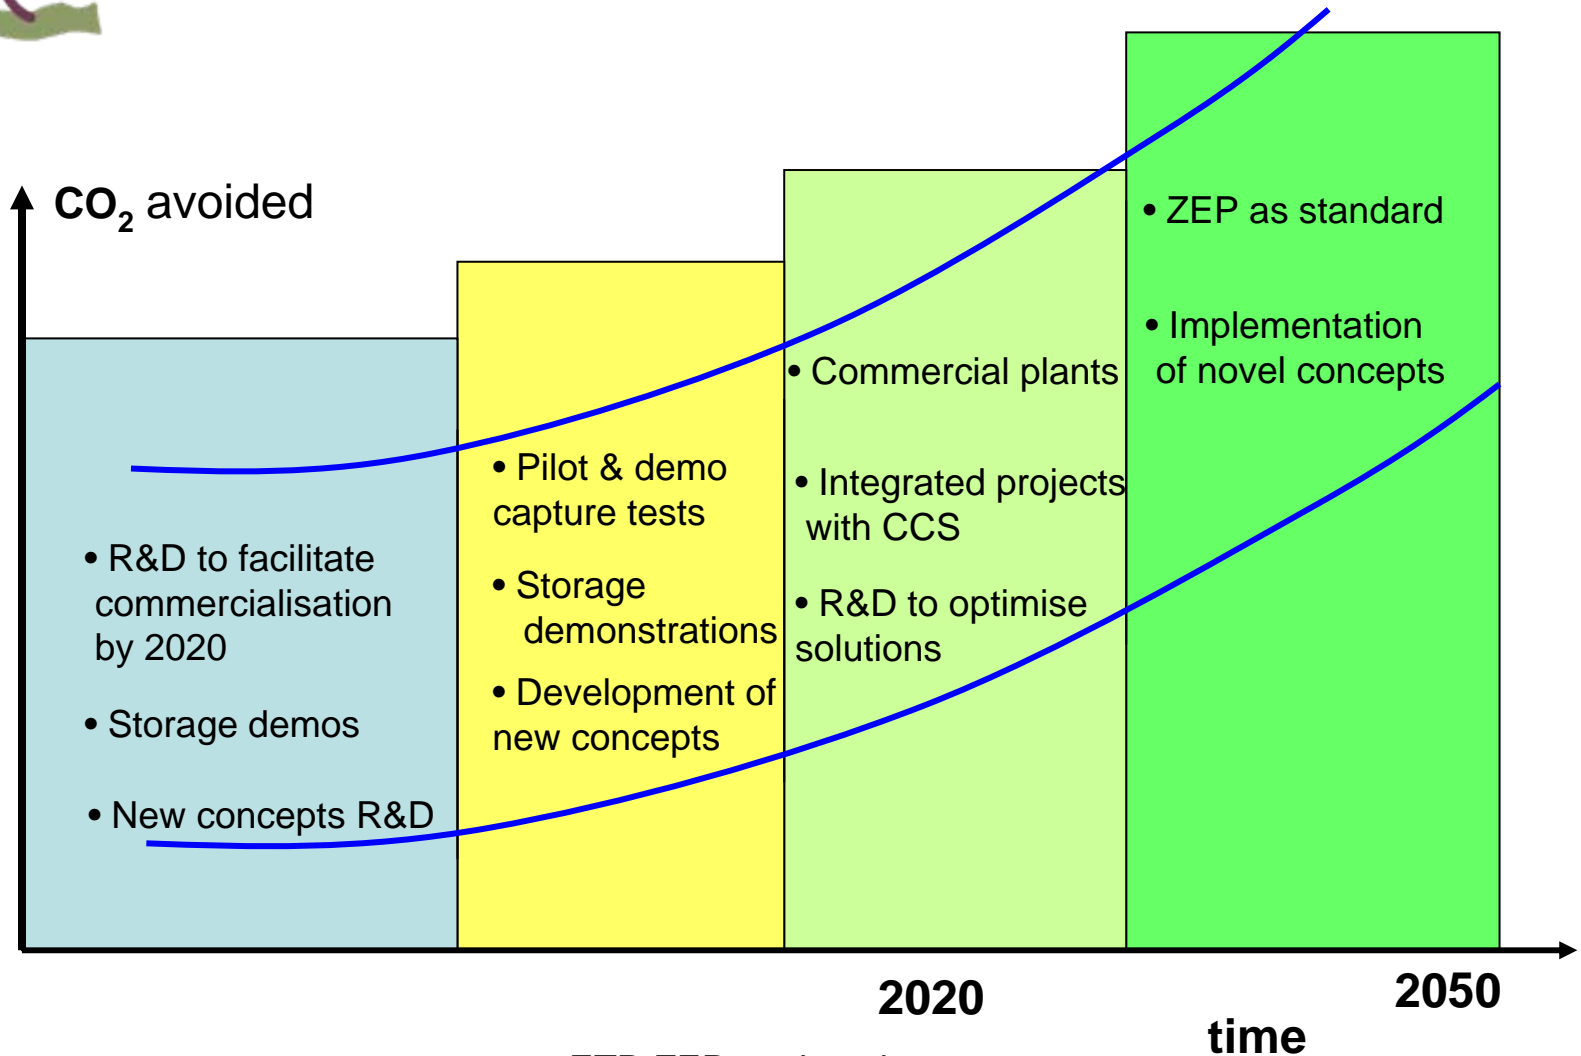 CO2 avoided
• R&D to facilitate
commercialisation
by 2020
• Storage demos
• New concepts R&D
• Pilot & demo
capture tests
• Storage
demonstrations
• Development of
new concepts
• Commercial plants
• Integrated projects
with CCS
• R&D to optimise
solutions
• ZEP as standard
• Implementation
of novel concepts
2020
2050
time